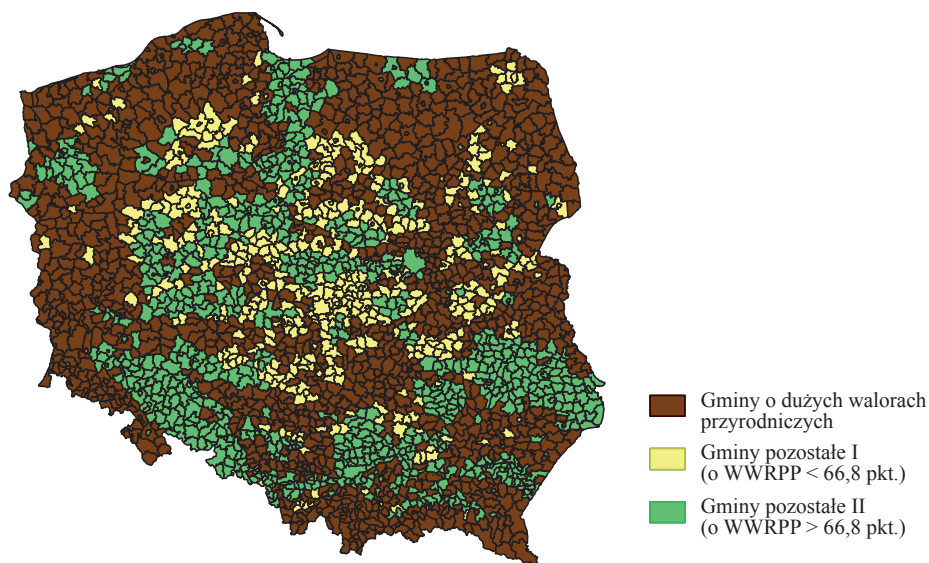 Gminy o dużych walorach
przyrodniczych
Gminy pozostałe I
(o WWRPP < 66,8 pkt.)
Gminy pozostałe II
(o WWRPP > 66,8 pkt.)